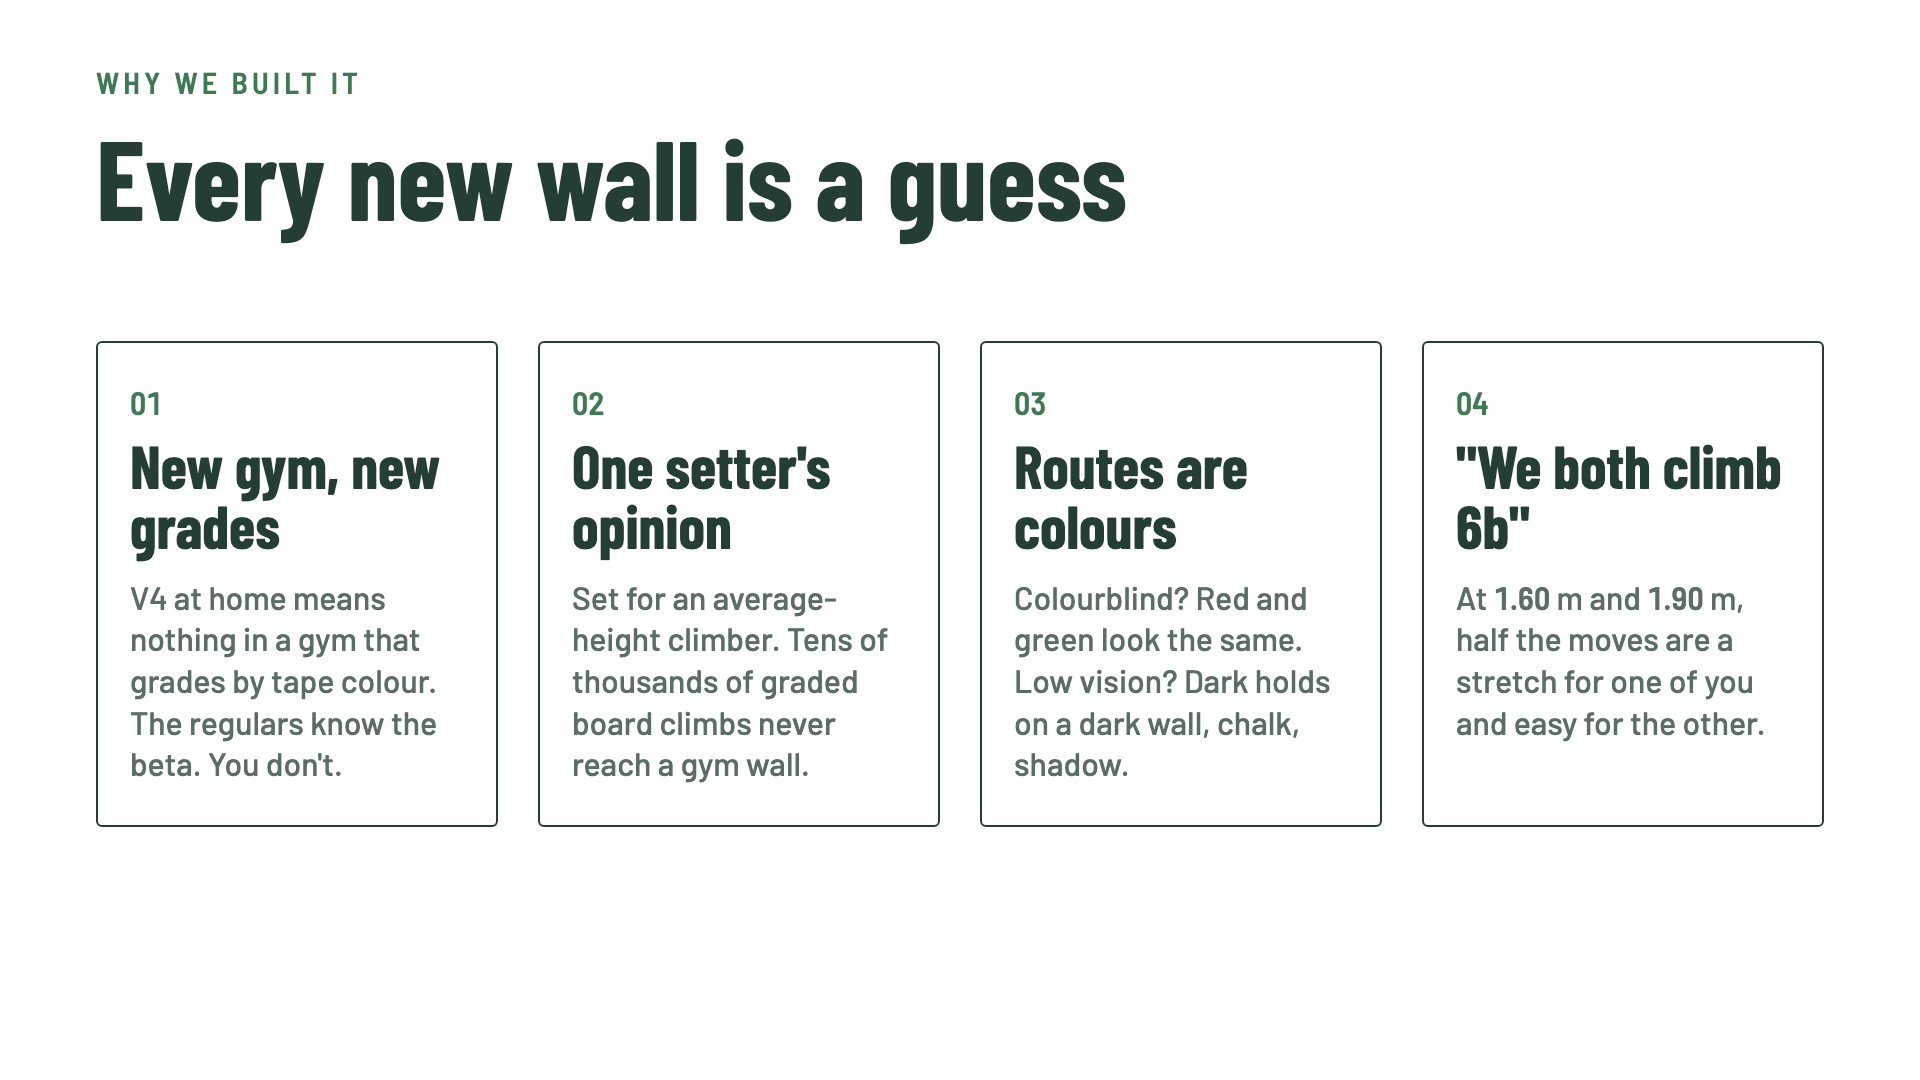 WHY WE BUILT IT
Every new wall is a guess
01
New gym, new
grades
V4 at home means
nothing in a gym that
grades by tape colour.
The regulars know the
beta. You don't.
02
One setter's
opinion
Set for an average-
height climber. Tens of
thousands of graded
board climbs never
reach a gym wall.
03
Routes are
colours
Colourblind? Red and
green look the same.
Low vision? Dark holds
on a dark wall, chalk,
shadow.
04
"We both climb
6b"
At 1.60 m and 1.90 m,
half the moves are a
stretch for one of you
and easy for the other.